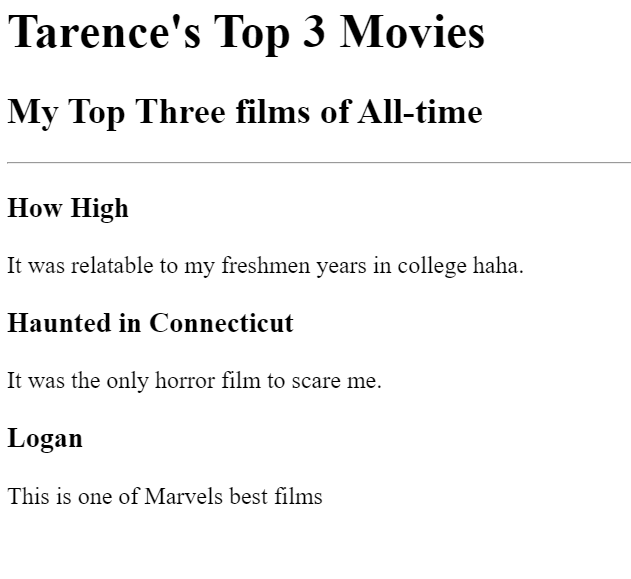 Tarence's Top 3 Movies
My Top Three films of All-time
How High
It was relatable to my freshmen years in college haha.
Haunted in Connecticut
It was the only horror film to scare me.
Logan
This is one of Marvels best films